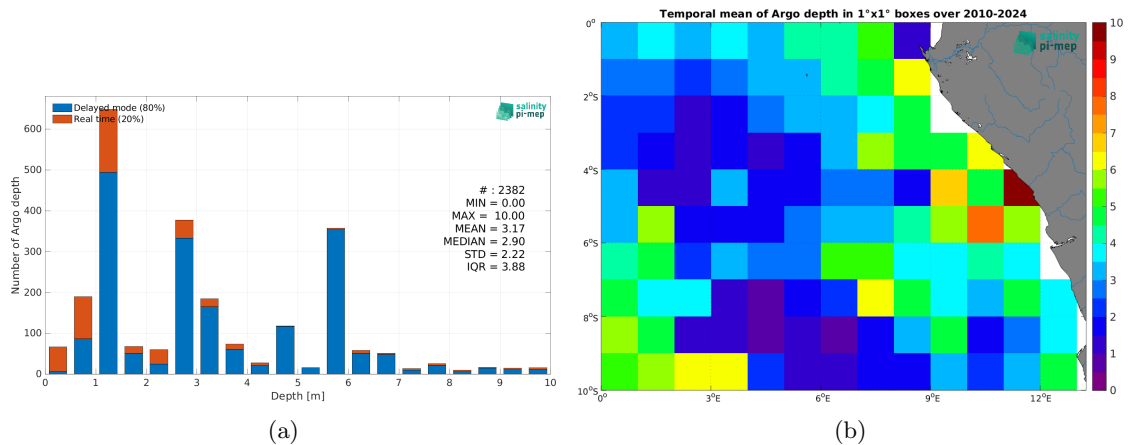 Delayed mode (80%)
Real time (20%)
salinity
pi-mep
# : 2382
MIN = 0.00
MAX = 10.00
MEAN = 3.17
MEDIAN = 2.90
STD = 2.22
IQR = 3.88
Number of Argo depth
600
500
400
300
200
100
0
0 1 2 3 4 5 6 7 8 9 10
Depth [m]
(a)
Temporal mean of Argo depth in 1°x1° boxes over 2010-2024
salinity
pi-mep
0°
2°S
4°S
6°S
8°S
10°S
0° 3°E 6°E 9°E 12°E
10
9
8
7
6
5
4
3
2
1
0
(b)